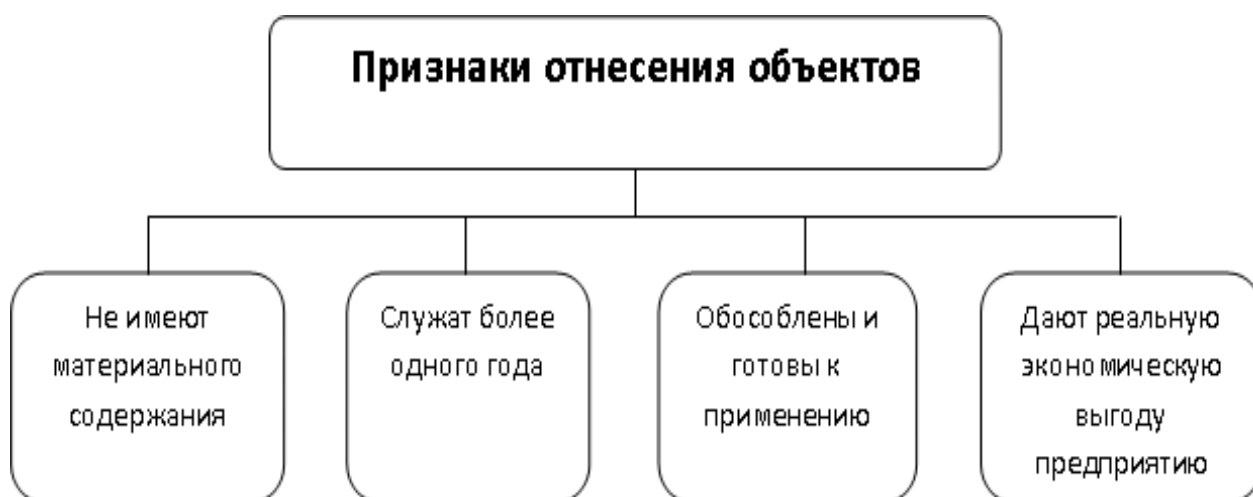 Признаки отнесения объектов
Не имеют
материального
содержания
Служат более
одного года
Обособлены и
готовы к
применению
Дают реальную
экономическую
выгоду
предприятию